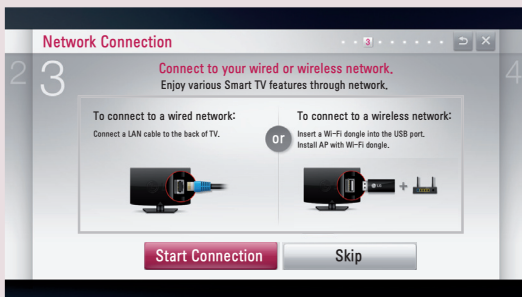 Network Connection
3
2
3
4
Connect to your wired or wireless network.
Enjoy various Smart TV features through network.
To connect to a wired network:
Connect a LAN cable to the back of TV.
or
To connect to a wireless network:
Insert a Wi-Fi dongle into the USB port.
Install AP with Wi-Fi dongle.
LG
+
Start Connection
Skip